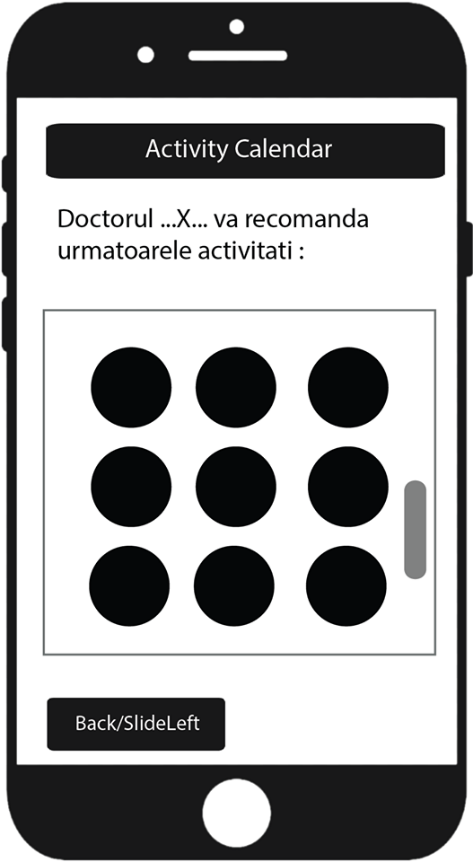 Activity Calendar
Doctorul ...X... va recomanda
urmatoarele activitati :
Back/SlideLeft